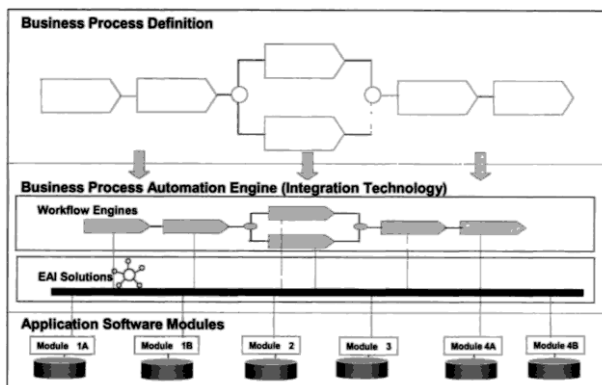 Business Process Definition
Business Process Automation Engine (Integration Technology)
Workflow Engines
EAI Solutions
Application Software Modules
Module 1A
Module 1B
Module 2
Module 3
Module 4A
Module 4B